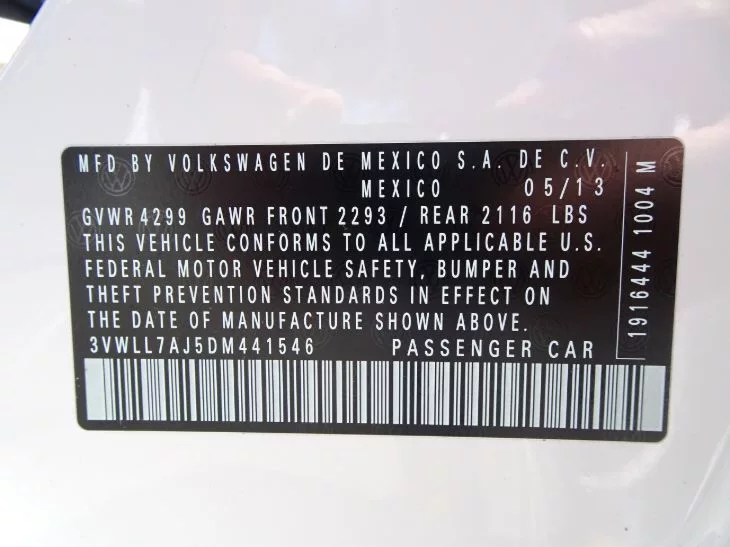 MFD BY VOLKSWAGEN DE MEXICO S.A. DE C.V.
MEXICO 05/13
GVWR 4299 GAWR FRONT 2293 / REAR 2116 LBS
THIS VEHICLE CONFORMS TO ALL APPLICABLE U.S.
FEDERAL MOTOR VEHICLE SAFETY, BUMPER AND
THEFT PREVENTION STANDARDS IN EFFECT ON
THE DATE OF MANUFACTURE SHOWN ABOVE.
3VWLL7AJ5DM441546 PASSENGER CAR
1916444 1004 M